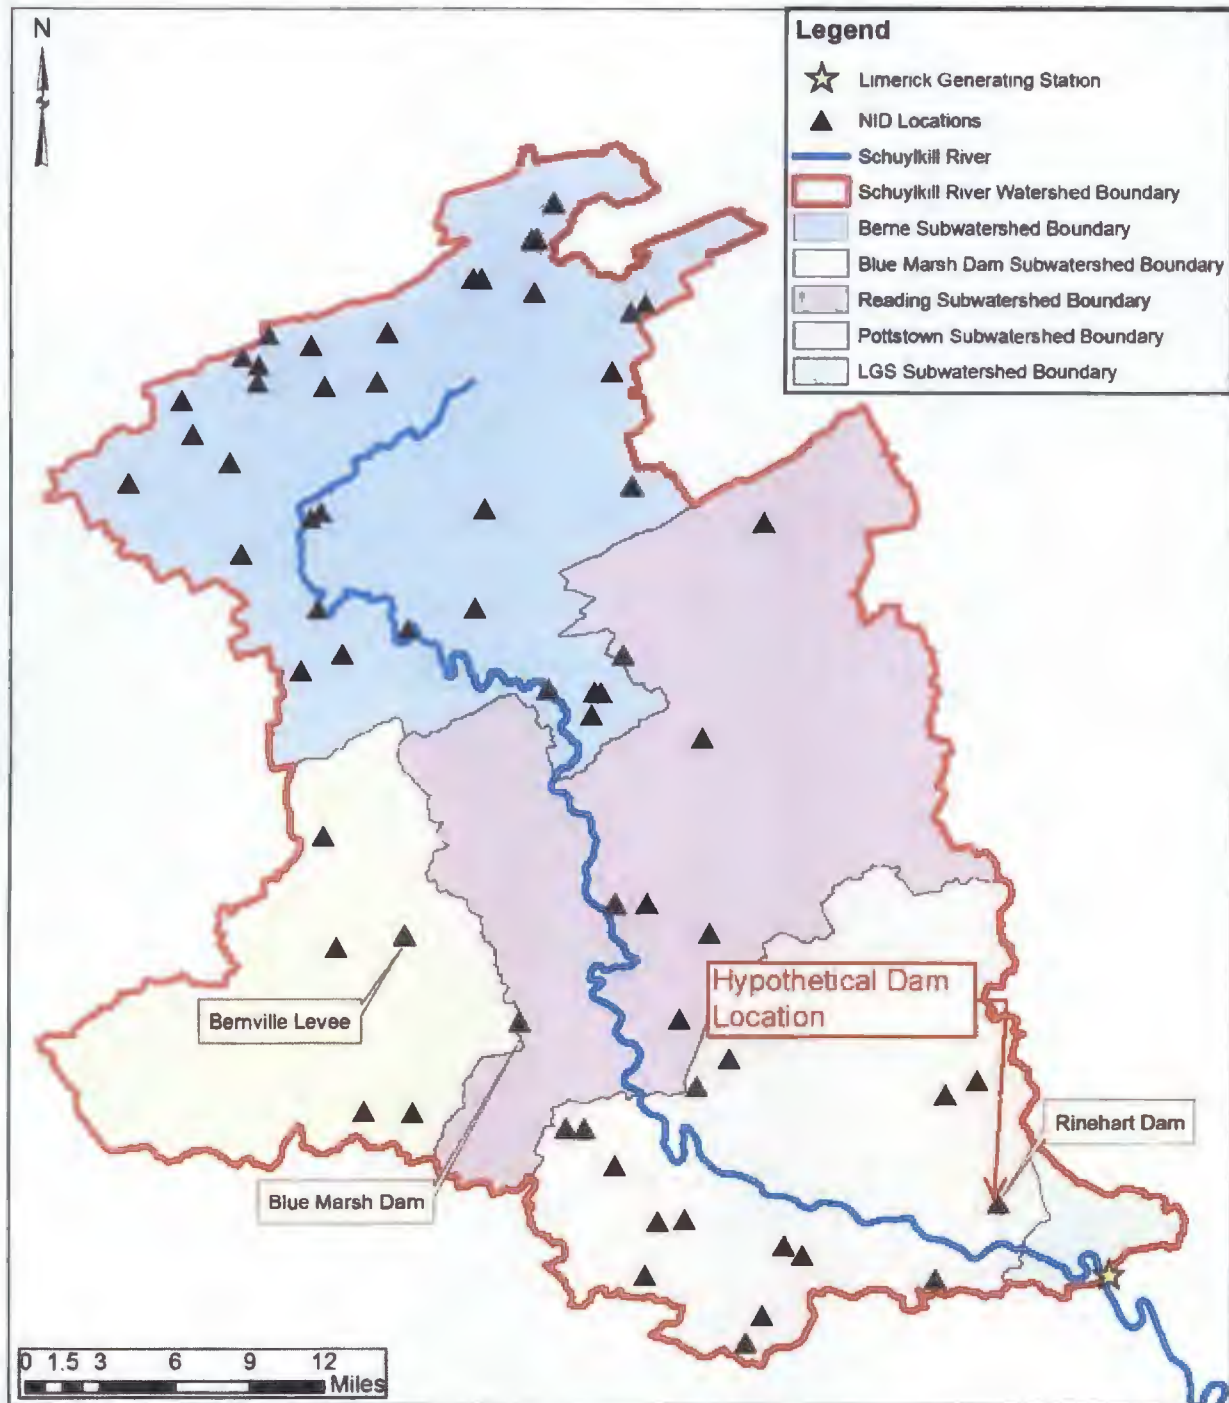 N
Legend
Limerick Generating Station
NID Locations
Schuylkill River
Schuylkill River Watershed Boundary
Berne Subwatershed Boundary
Blue Marsh Dam Subwatershed Boundary
Reading Subwatershed Boundary
Pottstown Subwatershed Boundary
LGS Subwatershed Boundary
Hypothetical Dam
Location
Bernville Levee
Rinehart Dam
Blue Marsh Dam
0 1.5 3 6 9 12
Miles